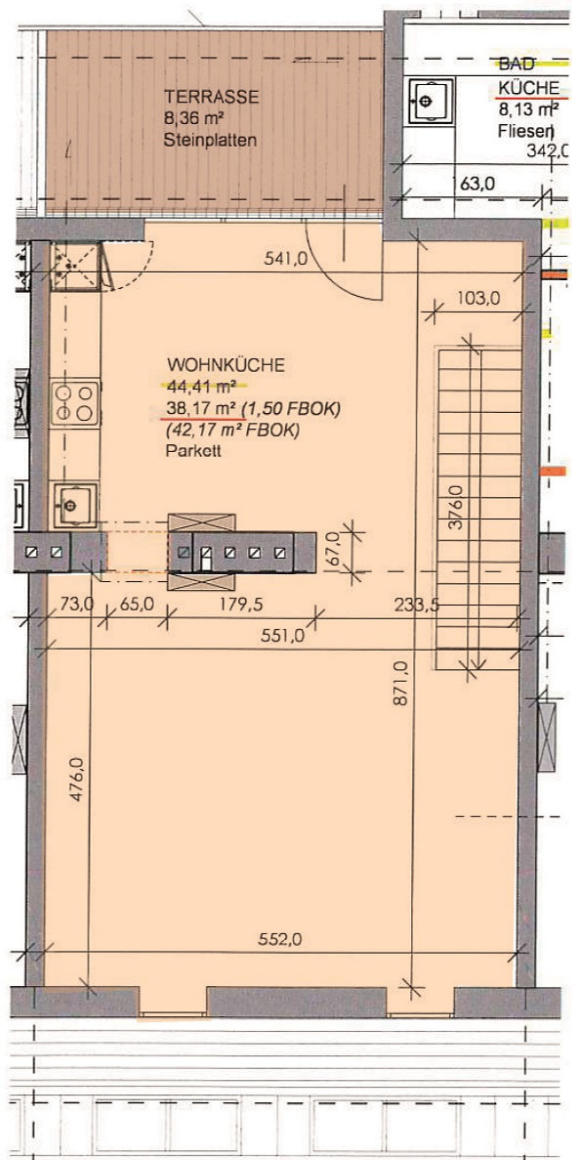 TERRASSE
8,36 m²
Steinplatten
BAD
KÜCHE
8,13 m²
Fliesen
342,0
63,0
541,0
103,0
WOHNKÜCHE
44,41 m²
38,17 m² (1,50 FBOK)
(42,17 m² FBOK)
Parkett
376,0
67,0
73,0
65,0
179,5
233,5
551,0
871,0
476,0
552,0